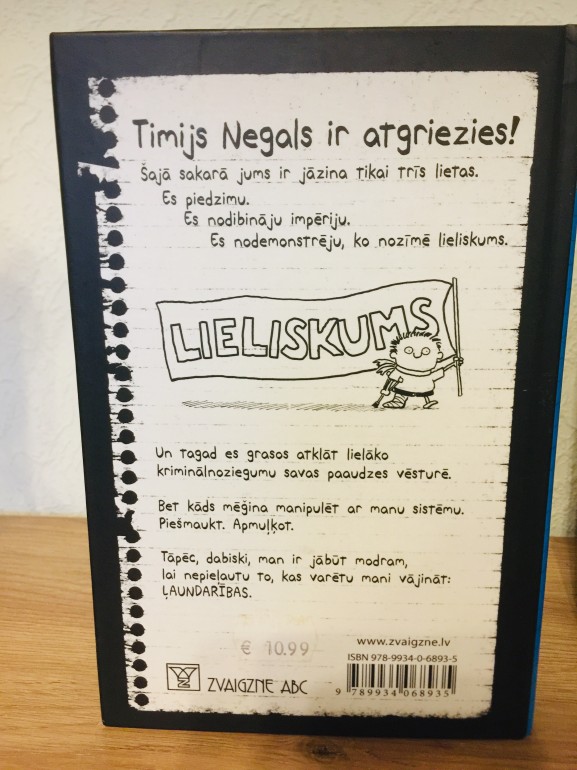 Timijs Negals ir atgriezies!
Šajā sakarā jums ir jāzina tikai trīs lietas.
Es piedzimu.
Es nodibināju impēriju.
Es nodemonstrēju, ko nozīmē lieliskums.
LIELISKUMS
Un tagad es grasos atklāt lielāko
kriminālnoziegumu savas paaudzes vēsturē.
Bet kāds mēģina manipulēt ar manu sistēmu.
Piešmaukt. Apmuļķot.
Tāpēc, dabiski, man ir jābūt modram,
lai nepieļautu to, kas varētu mani vājināt:
ĻAUNDARĪBAS.
€ 10.99
www.zvaigzne.lv
ISBN 978-9934-0-6893-5
ZVAIGZNE ABC
9 789934 068935